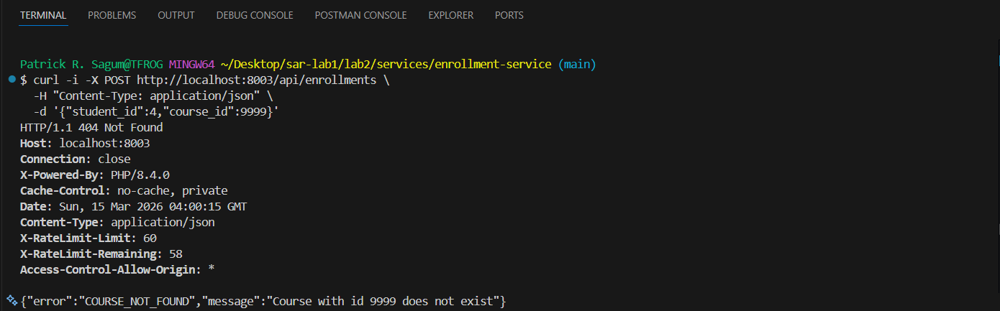 TERMINAL PROBLEMS OUTPUT DEBUG CONSOLE POSTMAN CONSOLE EXPLORER PORTS
Patrick R. Sagum@TFROG MINGW64 ~/Desktop/sar-lab1/lab2/services/enrollment-service (main)
$ curl -i -X POST http://localhost:8003/api/enrollments \
  -H "Content-Type: application/json" \
  -d '{"student_id":4,"course_id":9999}'
HTTP/1.1 404 Not Found
Host: localhost:8003
Connection: close
X-Powered-By: PHP/8.4.0
Cache-Control: no-cache, private
Date: Sun, 15 Mar 2026 04:00:15 GMT
Content-Type: application/json
X-RateLimit-Limit: 60
X-RateLimit-Remaining: 58
Access-Control-Allow-Origin: *
{"error":"COURSE_NOT_FOUND","message":"Course with id 9999 does not exist"}